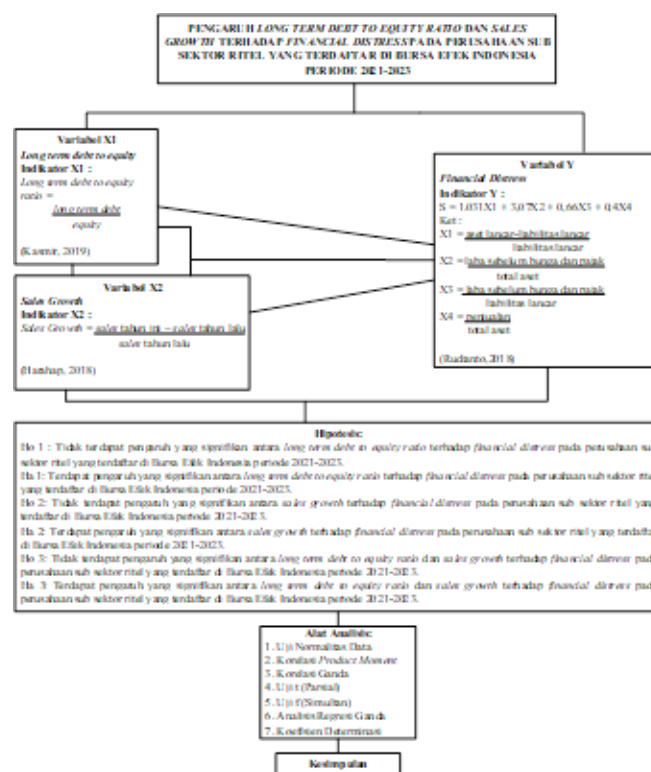 PENGARUH LONG TERM DEBT TO EQUITY RATIO DAN SALES
GROWTH TERHADAP FINANCIAL DISTRESS PADA PERUSAHAAN SUB
SEKTOR RITEL YANG TERDAFTAR DI BURSA EFEK INDONESIA
PERIODE 2021-2023
Variabel X1
Long term debt to equity
Indikator X1 :
Long term debt to equity
ratio =
long term debt
equity
(Kasmir, 2019)
Variabel X2
Sales Growth
Indikator X2 :
Sales Growth = sales tahun ini – sales tahun lalu
sales tahun lalu
(Harahap, 2018)
Variabel Y
Financial Distress
Indikator Y :
S = 1,031X1 + 3,07X2 + 0,66X3 + 0,4X4
Ket :
X1 = aset lancar-liabilitas lancar
liabilitas lancar
X2 = laba sebelum bunga dan pajak
total aset
X3 = laba sebelum bunga dan pajak
liabilitas lancar
X4 = penjualan
total aset
(Rudianto, 2018)
Hipotesis:
Ho 1 : Tidak terdapat pengaruh yang signifikan antara long term debt to equity ratio terhadap financial distress pada perusahaan su
sektor ritel yang terdaftar di Bursa Efek Indonesia periode 2021-2023.
Ha 1: Terdapat pengaruh yang signifikan antara long term debt to equity ratio terhadap financial distress pada perusahaan sub sektor rite
yang terdaftar di Bursa Efek Indonesia periode 2021-2023.
Ho 2: Tidak terdapat pengaruh yang signifikan antara sales growth terhadap financial distress pada perusahaan sub sektor ritel yang
terdaftar di Bursa Efek Indonesia periode 2021-2023.
Ha 2: Terdapat pengaruh yang signifikan antara sales growth terhadap financial distress pada perusahaan sub sektor ritel yang terdafta
di Bursa Efek Indonesia periode 2021-2023.
Ho 3: Tidak terdapat pengaruh yang signifikan antara long term debt to equity ratio dan sales growth terhadap financial distress pad
perusahaan sub sektor ritel yang terdaftar di Bursa Efek Indonesia periode 2021-2023.
Ha 3: Terdapat pengaruh yang signifikan antara long term debt to equity ratio dan sales growth terhadap financial distress pad
perusahaan sub sektor ritel yang terdaftar di Bursa Efek Indonesia periode 2021-2023.
Alat Analisis:
1. Uji Normalitas Data
2. Korelasi Product Moment
3. Korelasi Ganda
4. Uji t (Parsial)
5. Uji f (Simultan)
6. Analisis Regresi Ganda
7. Koefisien Determinasi
Kesimpulan